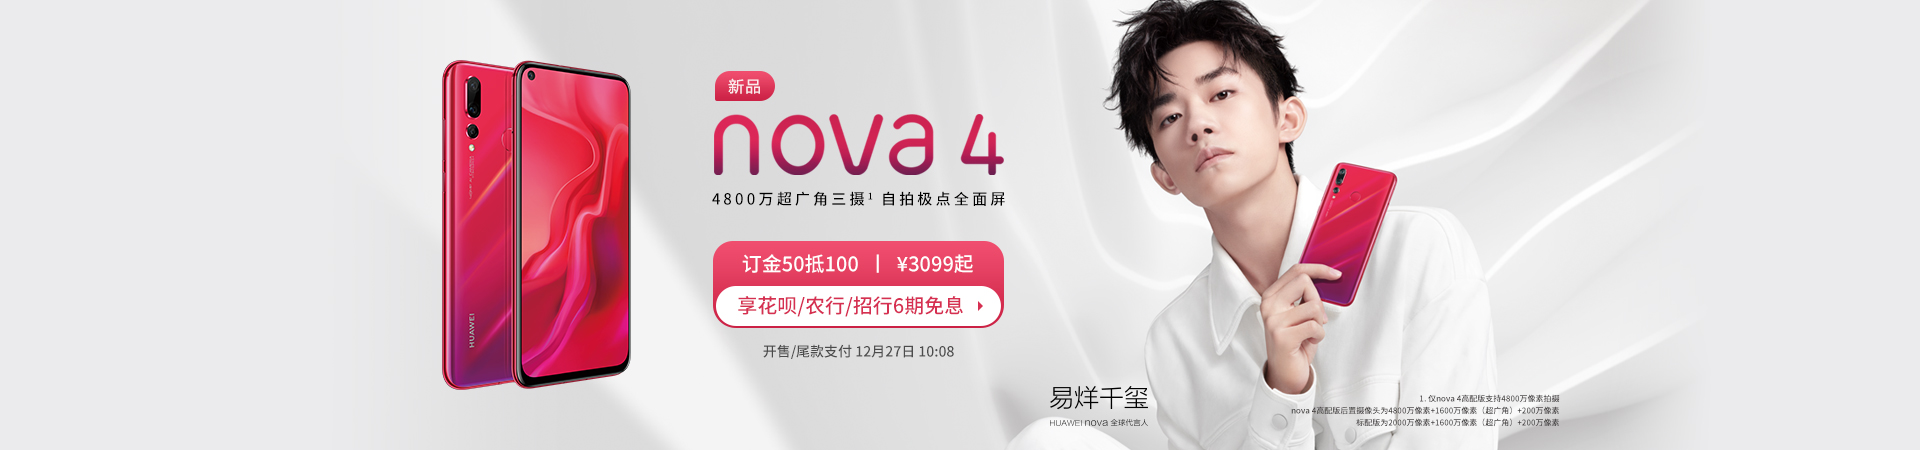 新品
nova 4
4800万超广角三摄¹ 自拍极点全面屏
订金50抵100 | ¥3099起
享花呗/农行/招行6期免息
开售/尾款支付 12月27日 10:08
HUAWEI
易烊千玺
HUAWEI nova 全球代言人
1. 仅nova 4高配版支持4800万像素拍摄
nova 4高配版后置摄像头为4800万像素+1600万像素（超广角）+200万像素
标配版为2000万像素+1600万像素（超广角）+200万像素